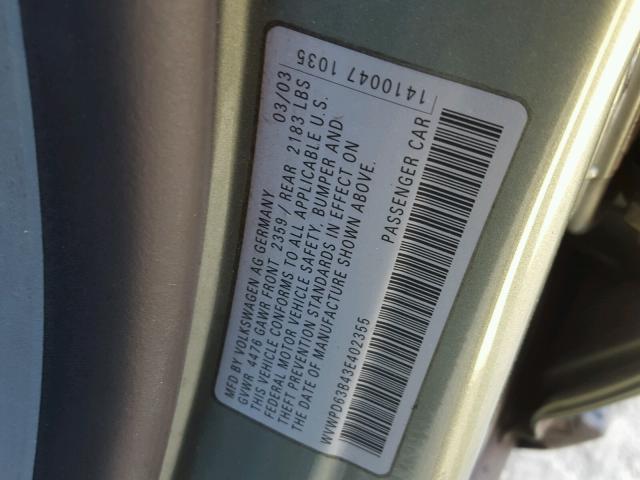 MFD BY VOLKSWAGEN AG GERMANY 03/03
GVWR 4476 GAWR FRONT 2359 / REAR 2183 LBS
THIS VEHICLE CONFORMS TO ALL APPLICABLE U.S.
FEDERAL MOTOR VEHICLE SAFETY, BUMPER AND
THEFT PREVENTION STANDARDS IN EFFECT ON
THE DATE OF MANUFACTURE SHOWN ABOVE.
WVWPD63B43E402355 PASSENGER CAR
1410047 1035